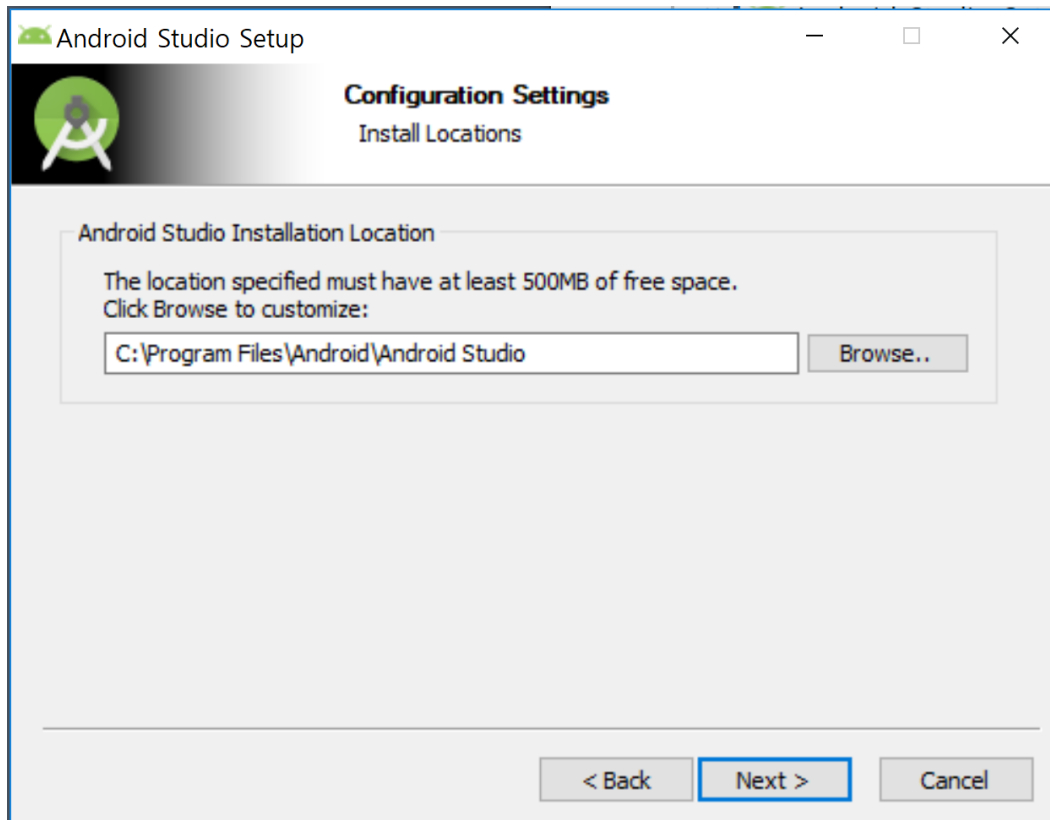 Android Studio Setup
Configuration Settings
Install Locations
Android Studio Installation Location
The location specified must have at least 500MB of free space.
Click Browse to customize:
C:\Program Files\Android\Android Studio
Browse..
< Back
Next >
Cancel